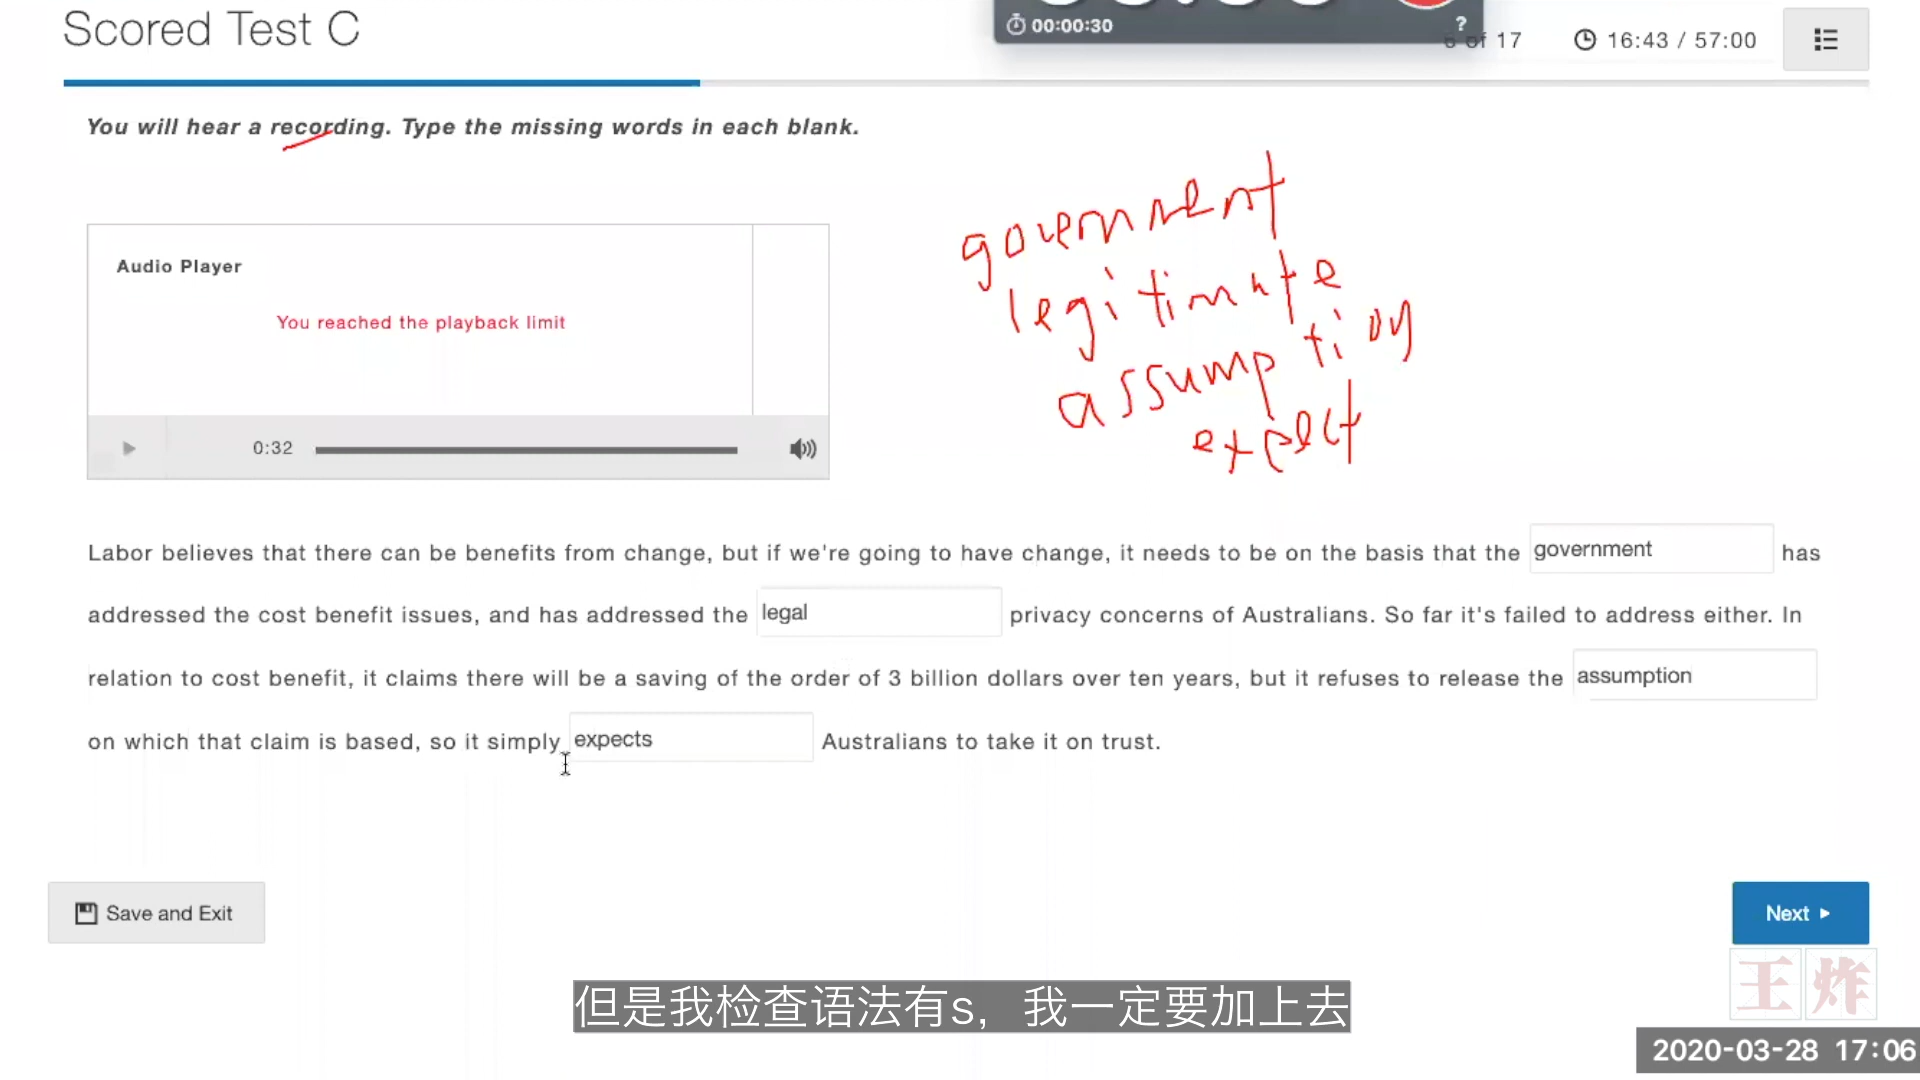 Scored Test C
00:00:30
?
of 17
16:43 / 57:00
You will hear a recording. Type the missing words in each blank.
Audio Player
You reached the playback limit
0:32
government
legitimate
assumption
expect
Labor believes that there can be benefits from change, but if we're going to have change, it needs to be on the basis that the government has
addressed the cost benefit issues, and has addressed the legal privacy concerns of Australians. So far it's failed to address either. In
relation to cost benefit, it claims there will be a saving of the order of 3 billion dollars over ten years, but it refuses to release the assumption
on which that claim is based, so it simply expects Australians to take it on trust.
Save and Exit
Next
王炸
但是我检查语法有s，我一定要加上去
2020-03-28 17:06